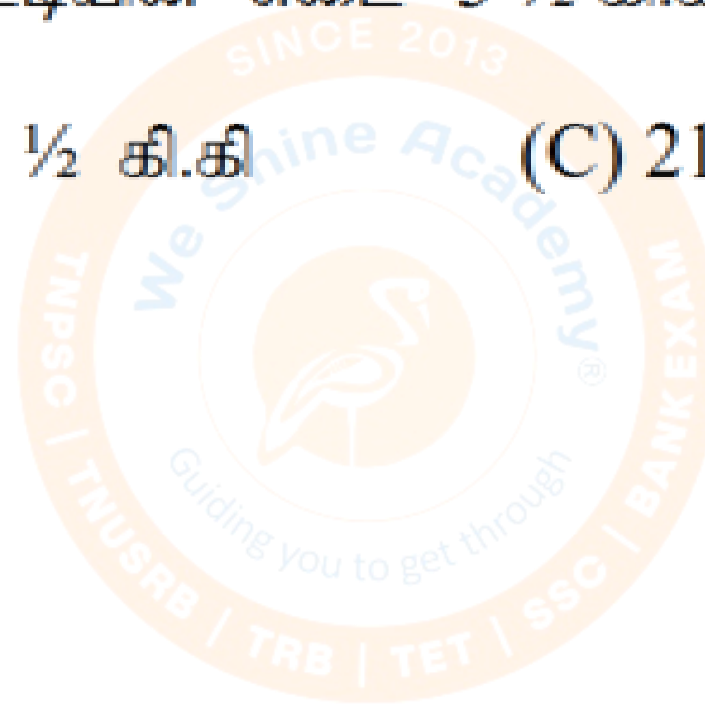 ½ கி.கி (C) 21
SINCE 2013
We Shine Academy ®
Guiding you to get through
TNPSC | TNUSRB | TRB | TET | SSC | BANK EXAM